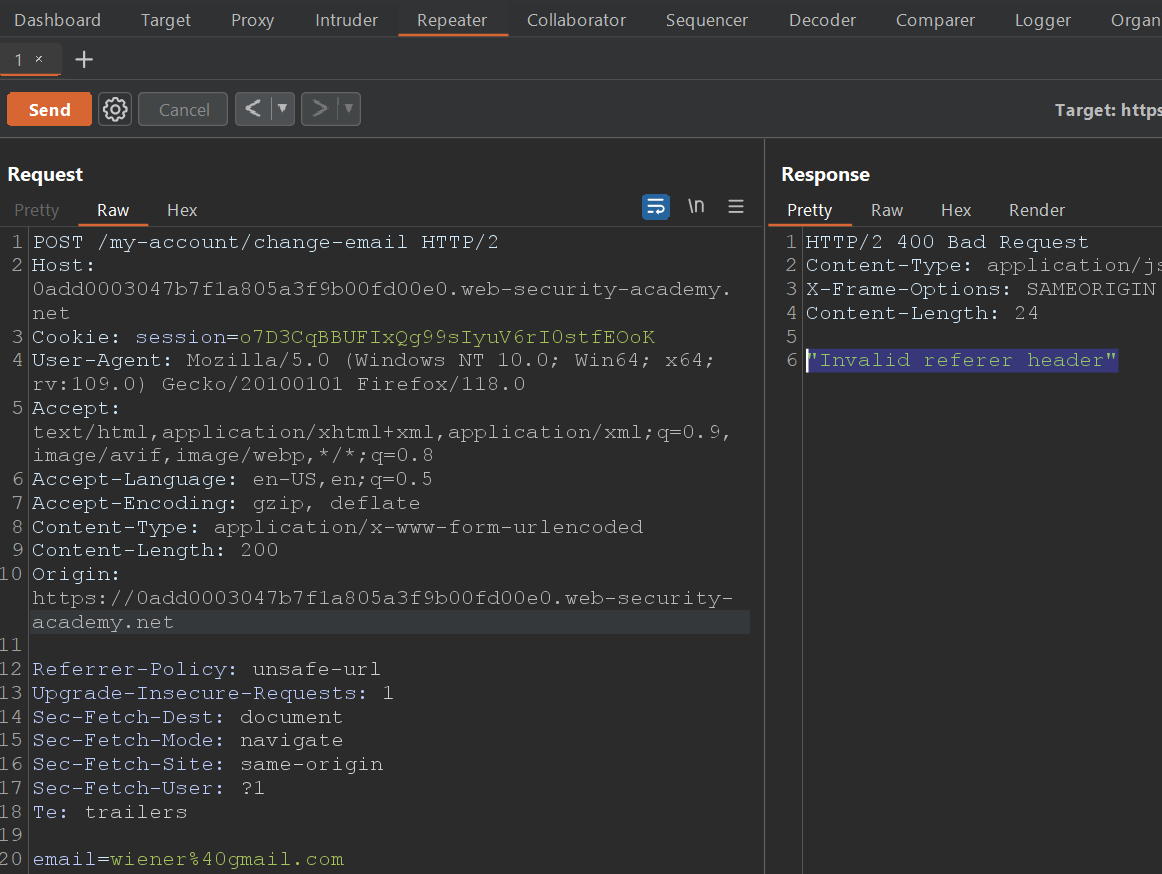 Dashboard Target Proxy Intruder Repeater Collaborator Sequencer Decoder Comparer Logger Organ
1 × +
Send Cancel < ▼ > ▼ Target: https
Request
Pretty Raw Hex \n
1 POST /my-account/change-email HTTP/2
2 Host:
0add0003047b7f1a805a3f9b00fd00e0.web-security-academy.
net
3 Cookie: session=o7D3CqBBUFIxQg99sIyuV6rI0stfEOoK
4 User-Agent: Mozilla/5.0 (Windows NT 10.0; Win64; x64;
rv:109.0) Gecko/20100101 Firefox/118.0
5 Accept:
text/html,application/xhtml+xml,application/xml;q=0.9,
image/avif,image/webp,*/*;q=0.8
6 Accept-Language: en-US,en;q=0.5
7 Accept-Encoding: gzip, deflate
8 Content-Type: application/x-www-form-urlencoded
9 Content-Length: 200
10 Origin:
https://0add0003047b7f1a805a3f9b00fd00e0.web-security-
academy.net
11
12 Referrer-Policy: unsafe-url
13 Upgrade-Insecure-Requests: 1
14 Sec-Fetch-Dest: document
15 Sec-Fetch-Mode: navigate
16 Sec-Fetch-Site: same-origin
17 Sec-Fetch-User: ?1
18 Te: trailers
19
20 email=wiener%40gmail.com
Response
Pretty Raw Hex Render
1 HTTP/2 400 Bad Request
2 Content-Type: application/js
3 X-Frame-Options: SAMEORIGIN
4 Content-Length: 24
5
6 "Invalid referer header"